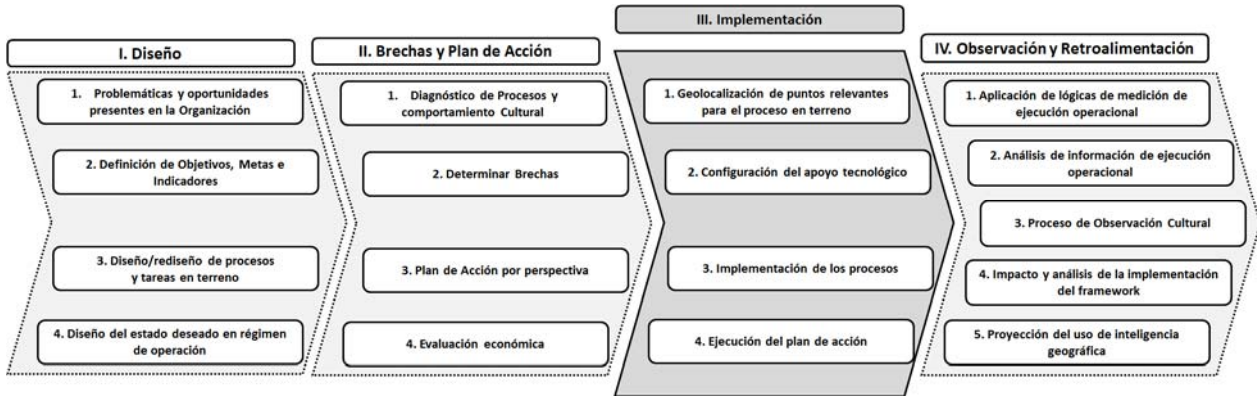 I. Diseño
1. Problemáticas y oportunidades
presentes en la Organización
2. Definición de Objetivos, Metas e
Indicadores
3. Diseño/rediseño de procesos
y tareas en terreno
4. Diseño del estado deseado en régimen
de operación
II. Brechas y Plan de Acción
1. Diagnóstico de Procesos y
comportamiento Cultural
2. Determinar Brechas
3. Plan de Acción por perspectiva
4. Evaluación económica
III. Implementación
1. Geolocalización de puntos relevantes
para el proceso en terreno
2. Configuración del apoyo tecnológico
3. Implementación de los procesos
4. Ejecución del plan de acción
IV. Observación y Retroalimentación
1. Aplicación de lógicas de medición de
ejecución operacional
2. Análisis de información de ejecución
operacional
3. Proceso de Observación Cultural
4. Impacto y análisis de la implementación
del framework
5. Proyección del uso de inteligencia
geográfica